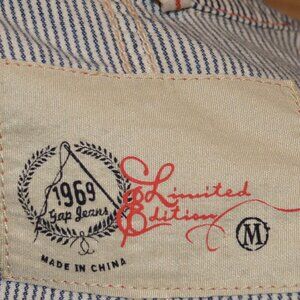 1969
Gap Jeans
MADE IN CHINA
Limited
Edition
M